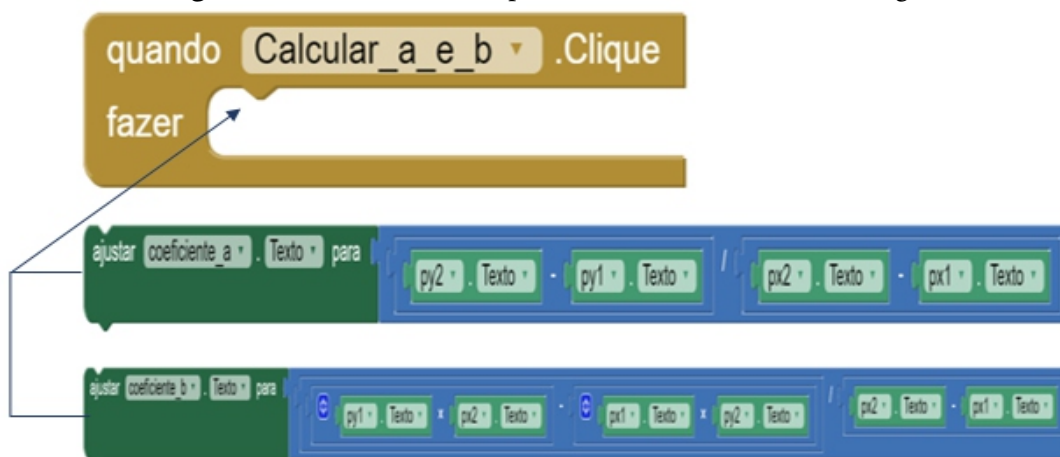 quando Calcular_a_e_b .Clique
fazer
ajustar coeficiente_a . Texto para py2 . Texto - py1 . Texto / px2 . Texto - px1 . Texto
ajustar coeficiente_b . Texto para py1 . Texto x px2 . Texto - px1 . Texto x py2 . Texto / px2 . Texto - px1 . Texto